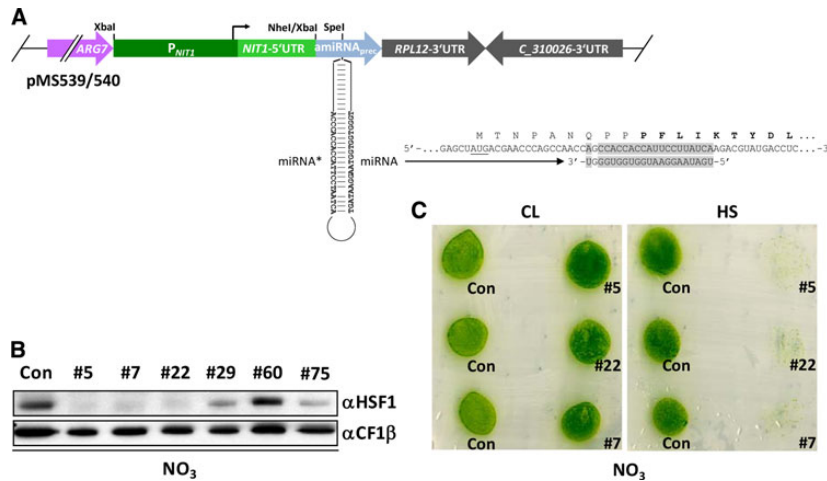 A
XbaI NheI/XbaI SpeI
ARG7 P_NIT1 NIT1-5'UTR amiRNA_prec RPL12-3'UTR C_310026-3'UTR
pMS539/540
M T N P A N Q P P P F L I K T Y D L ...
5'-...GAGCUAUGACGAACCCAGCCAACCAGCCACCACCAUUCCUUAUCAAGACGUAUGACCUC...-3'
miRNA* miRNA 3'-UGGGUGGUGGUAAGGAAUAGU-5'
C
CL HS
Con #5 Con #5
Con #22 Con #22
Con #7 Con #7
NO3
B
Con #5 #7 #22 #29 #60 #75
αHSF1
αCF1β
NO3